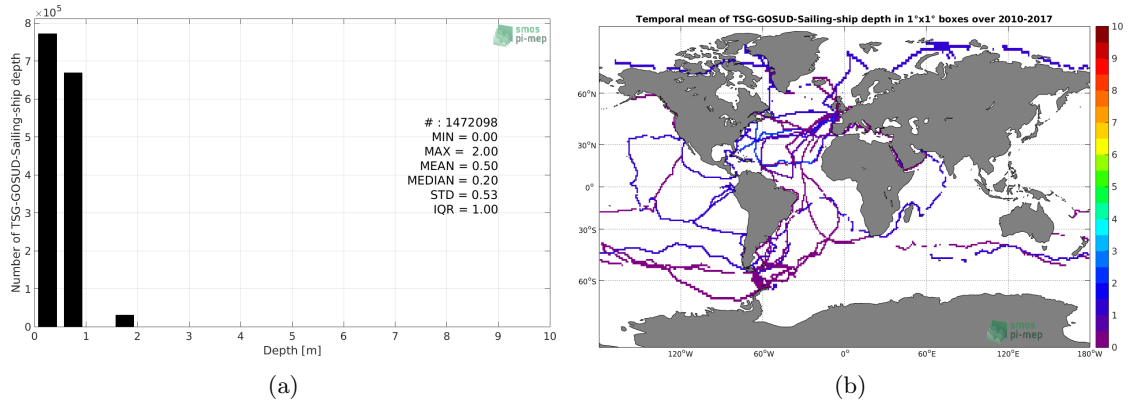 ×10⁵
8
7
6
5
4
3
2
1
0
Number of TSG-GOSUD-Sailing-ship depth
smos
pi-mep
# : 1472098
MIN = 0.00
MAX =  2.00
MEAN = 0.50
MEDIAN = 0.20
STD = 0.53
IQR = 1.00
0 1 2 3 4 5 6 7 8 9 10
Depth [m]
(a)
Temporal mean of TSG-GOSUD-Sailing-ship depth in 1°x1° boxes over 2010-2017
60°N
30°N
0°
30°S
60°S
smos
pi-mep
120°W 60°W 0° 60°E 120°E 180°W
10
9
8
7
6
5
4
3
2
1
0
(b)